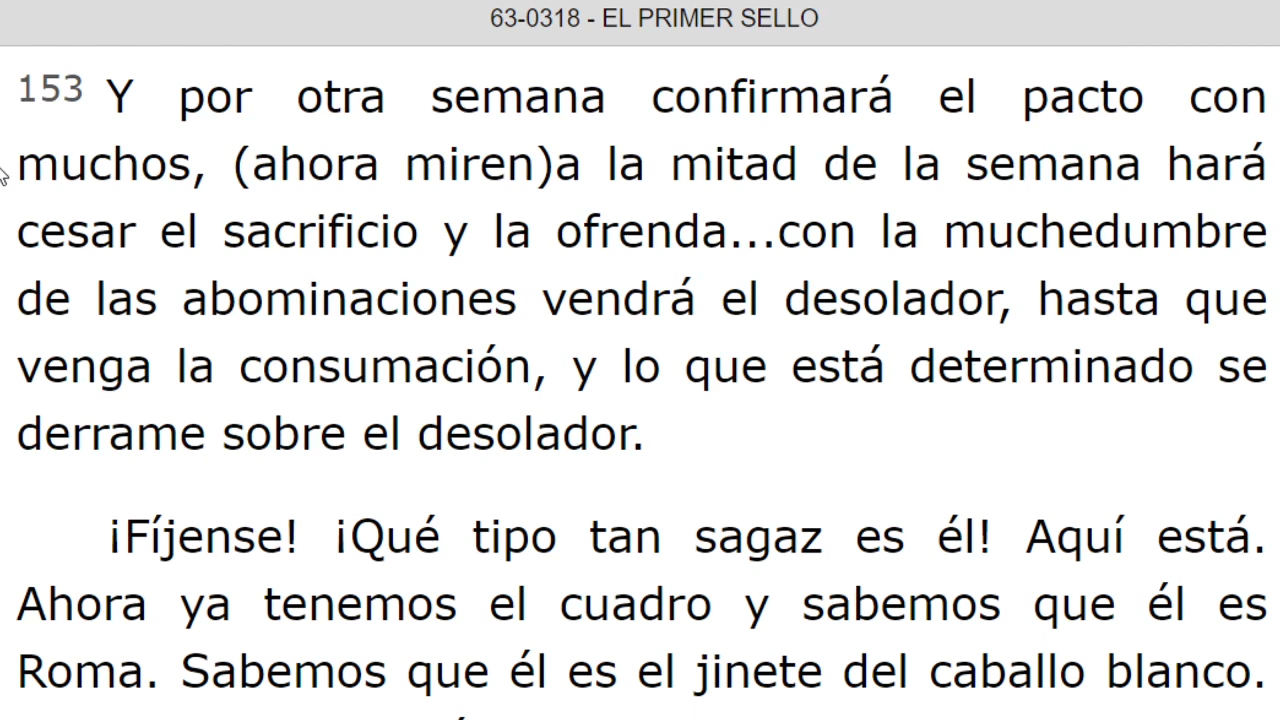 63-0318 - EL PRIMER SELLO
153 Y por otra semana confirmará el pacto con
muchos, (ahora miren)a la mitad de la semana hará
cesar el sacrificio y la ofrenda...con la muchedumbre
de las abominaciones vendrá el desolador, hasta que
venga la consumación, y lo que está determinado se
derrame sobre el desolador.
¡Fíjense! ¡Qué tipo tan sagaz es él! Aquí está.
Ahora ya tenemos el cuadro y sabemos que él es
Roma. Sabemos que él es el jinete del caballo blanco.